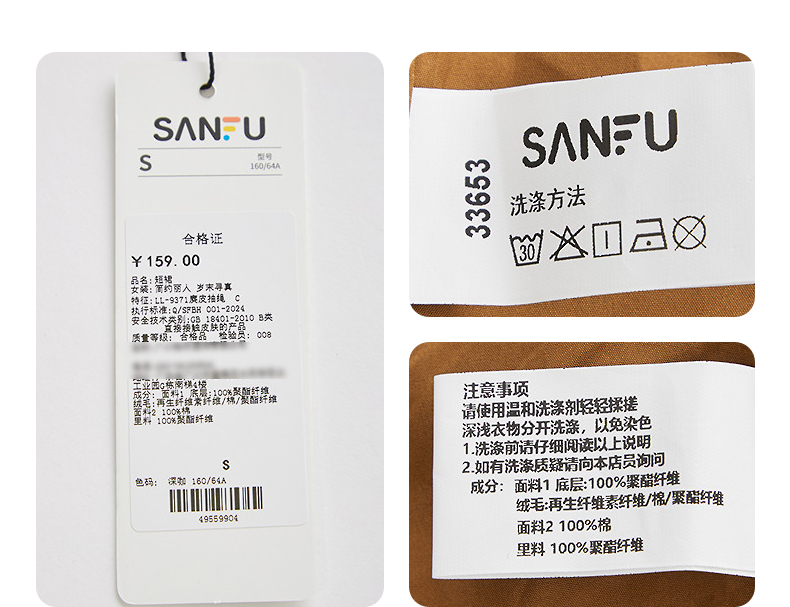 SANFU
S
型号
160/64A
合格证
￥159.00
品名:短裙
女装:简约丽人 岁末寻真
特征:LL-9371麂皮抽绳 C
执行标准:Q/SFBH 001-2024
安全技术类别:GB 18401-2010 B类
直接接触皮肤的产品
质量等级: 合格品 检验员: 008
工业园G栋南梯4楼
成分: 面料1 底层:100%聚酯纤维
绒毛:再生纤维素纤维/棉/聚酯纤维
面料2 100%棉
里料 100%聚酯纤维
S
色码: 深咖 160/64A
49559904
SANFU
33653
洗涤方法
30
注意事项
请使用温和洗涤剂轻轻揉搓
深浅衣物分开洗涤，以免染色
1.洗涤前请仔细阅读以上说明
2.如有洗涤质疑请向本店员询问
成分: 面料1 底层:100%聚酯纤维
绒毛:再生纤维素纤维/棉/聚酯纤维
面料2 100%棉
里料 100%聚酯纤维